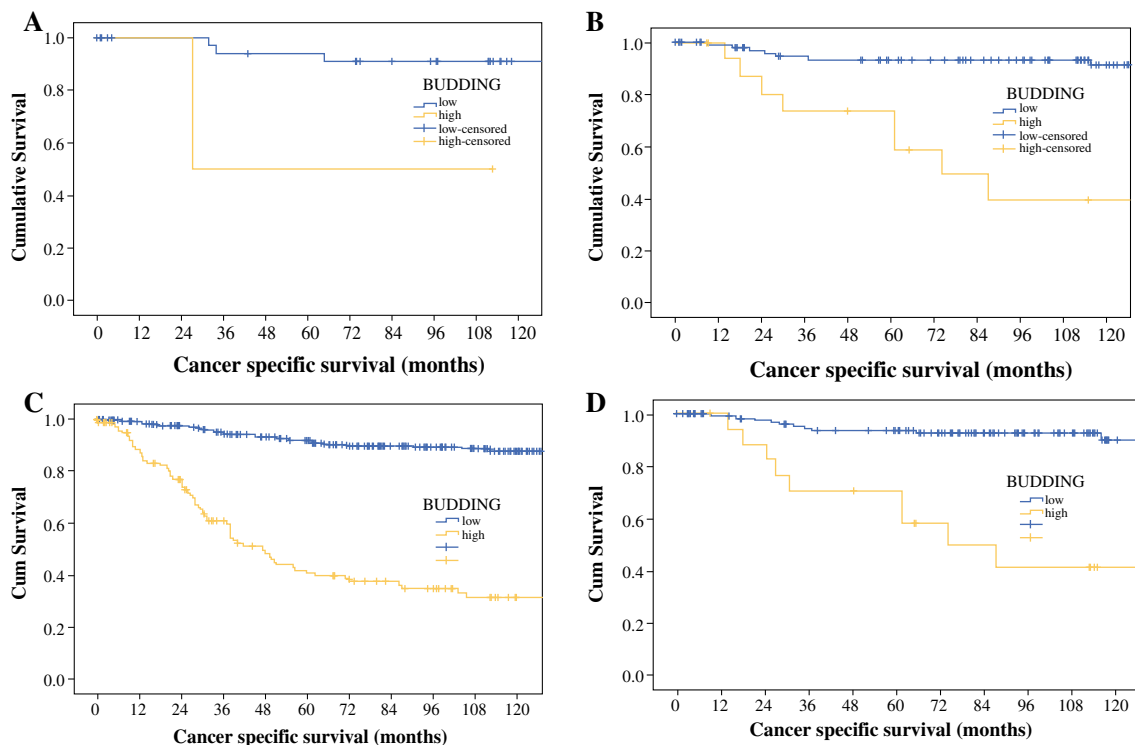 A
Cumulative Survival
1.0
0.8
0.6
0.4
0.2
0.0
BUDDING
low
high
low-censored
high-censored
0 12 24 36 48 60 72 84 96 108 120
Cancer specific survival (months)
B
Cumulative Survival
1.0
0.8
0.6
0.4
0.2
0.0
BUDDING
low
high
low-censored
high-censored
0 12 24 36 48 60 72 84 96 108 120
Cancer specific survival (months)
C
Cum Survival
1.0
0.8
0.6
0.4
0.2
0.0
BUDDING
low
high
0 12 24 36 48 60 72 84 96 108 120
Cancer specific survival (months)
D
Cum Survival
1.0
0.8
0.6
0.4
0.2
0.0
BUDDING
low
high
0 12 24 36 48 60 72 84 96 108 120
Cancer specific survival (months)